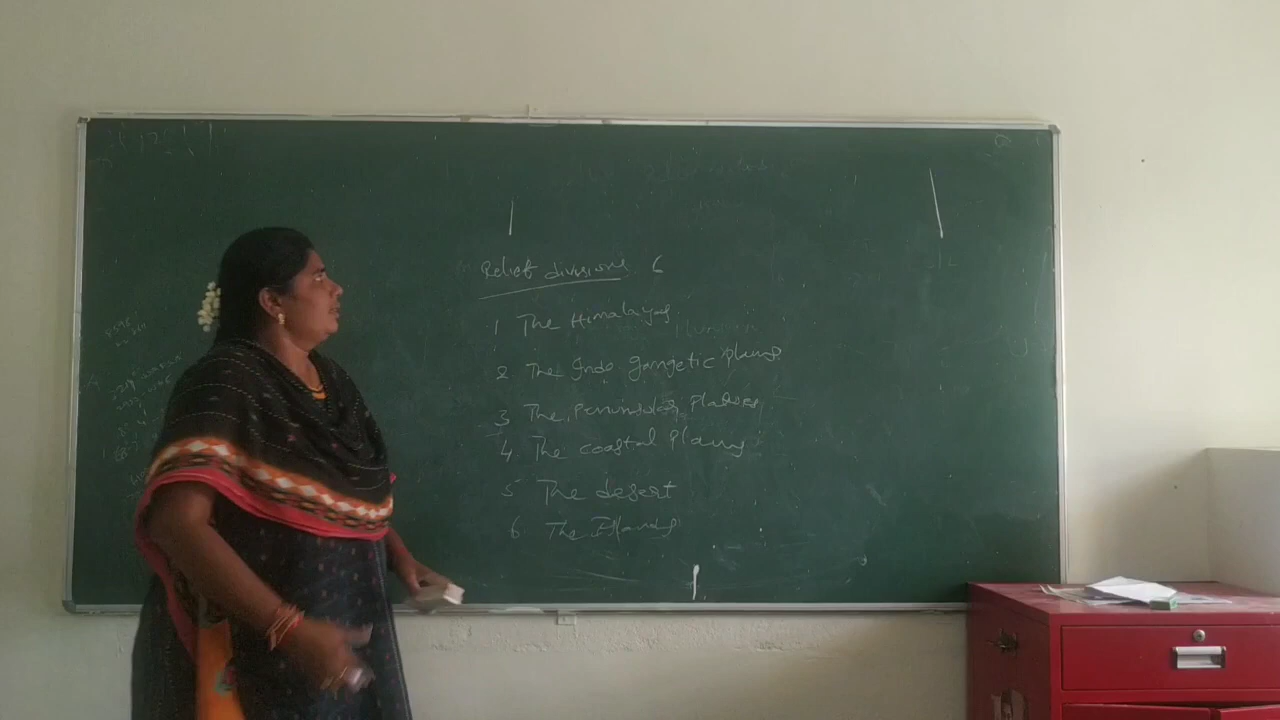 Relief divisions 6
1 The Himalayas
2 The Indo gangetic plains
3 The Peninsular Plateau
4. The coastal Plains
5 The desert
6 The Islands